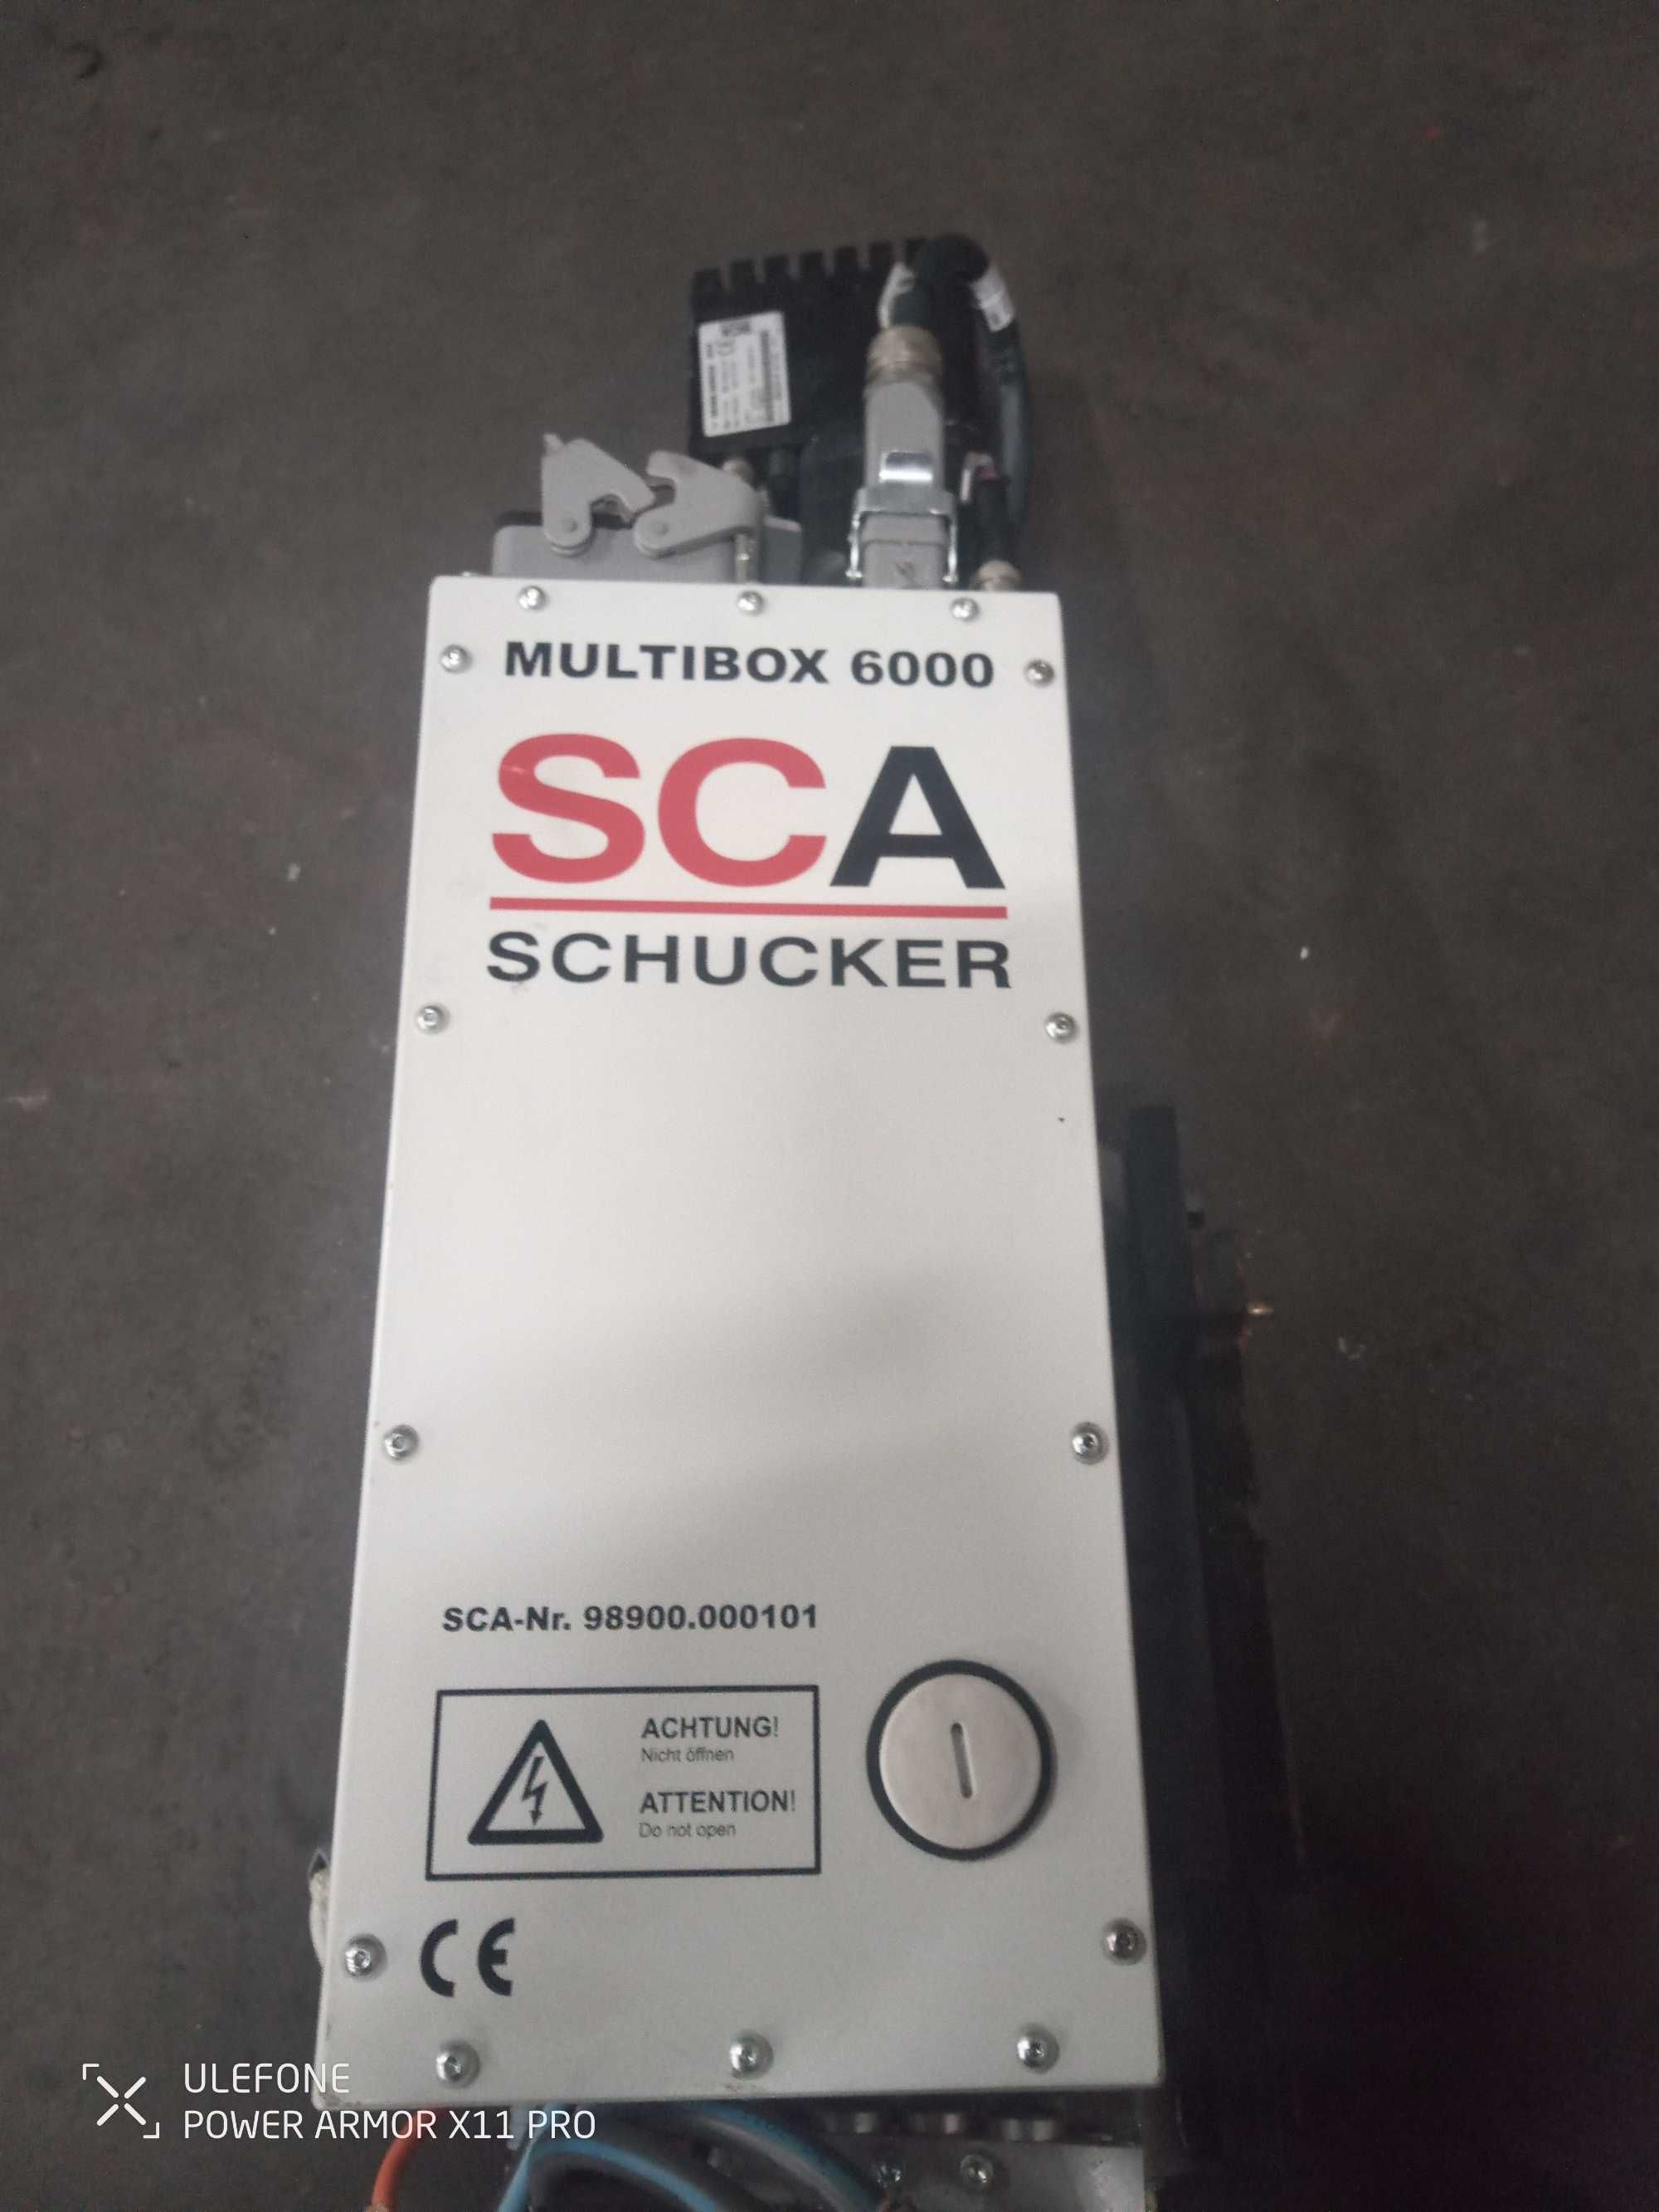 MULTIBOX 6000
SCA
SCHUCKER
SCA-Nr. 98900.000101
ACHTUNG!
Nicht öffnen
ATTENTION!
Do not open
CE
ULEFONE
POWER ARMOR X11 PRO